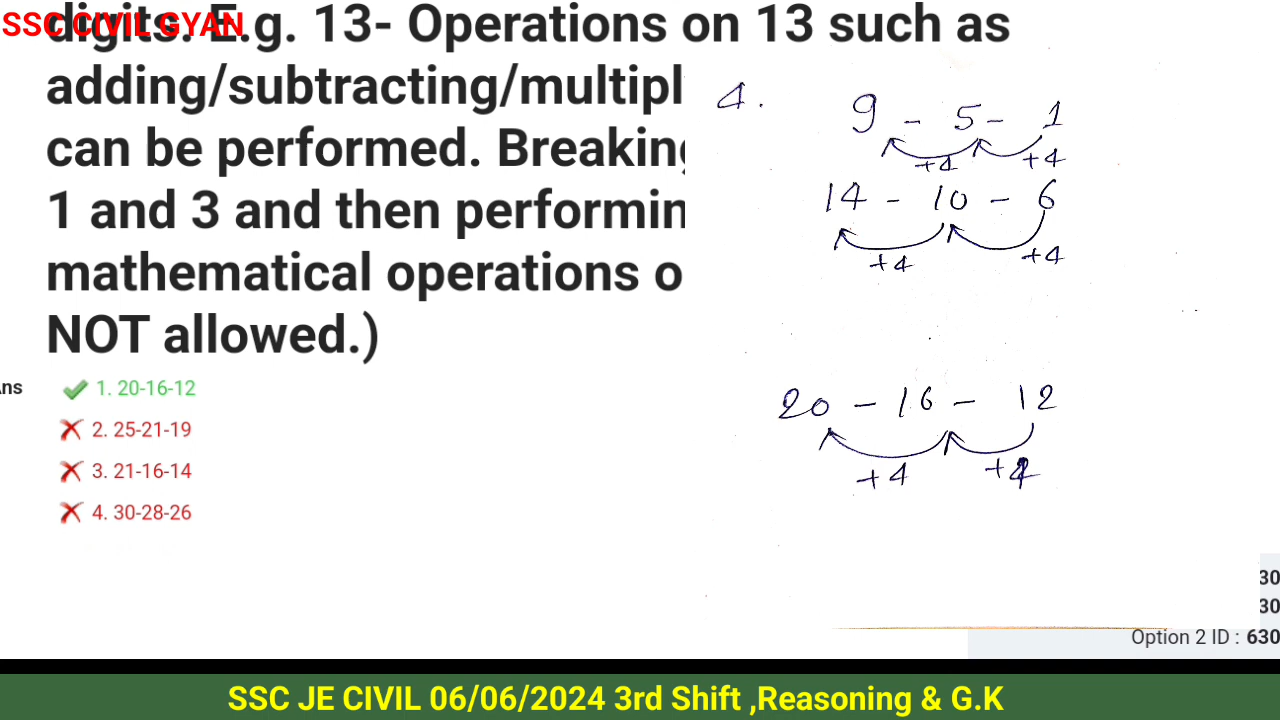 SSC CIVIL GYAN
digits. E.g. 13- Operations on 13 such as
adding/subtracting/multipl
can be performed. Breaking
1 and 3 and then performin
mathematical operations o
NOT allowed.)
Ans
1. 20-16-12
2. 25-21-19
3. 21-16-14
4. 30-28-26
4.
9 - 5 - 1
+4 +4
14 - 10 - 6
+4 +4
20 - 16 - 12
+4 +4
30
30
Option 2 ID : 630
SSC JE CIVIL 06/06/2024 3rd Shift ,Reasoning & G.K